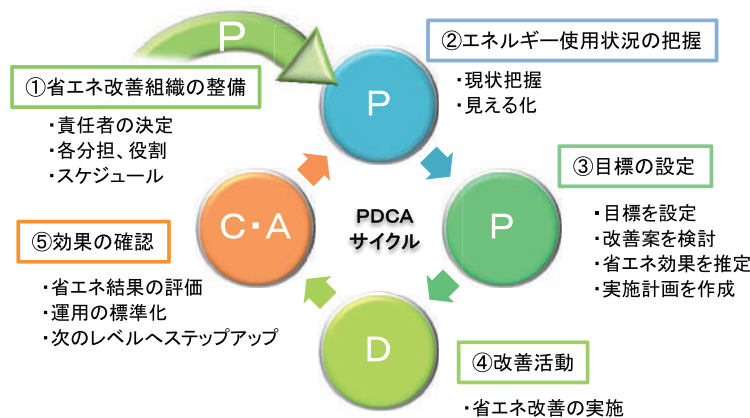 P
①省エネ改善組織の整備
・責任者の決定
・各分担、役割
・スケジュール
P
②エネルギー使用状況の把握
・現状把握
・見える化
P
③目標の設定
・目標を設定
・改善案を検討
・省エネ効果を推定
・実施計画を作成
PDCA
サイクル
D
④改善活動
・省エネ改善の実施
C・A
⑤効果の確認
・省エネ結果の評価
・運用の標準化
・次のレベルへステップアップ